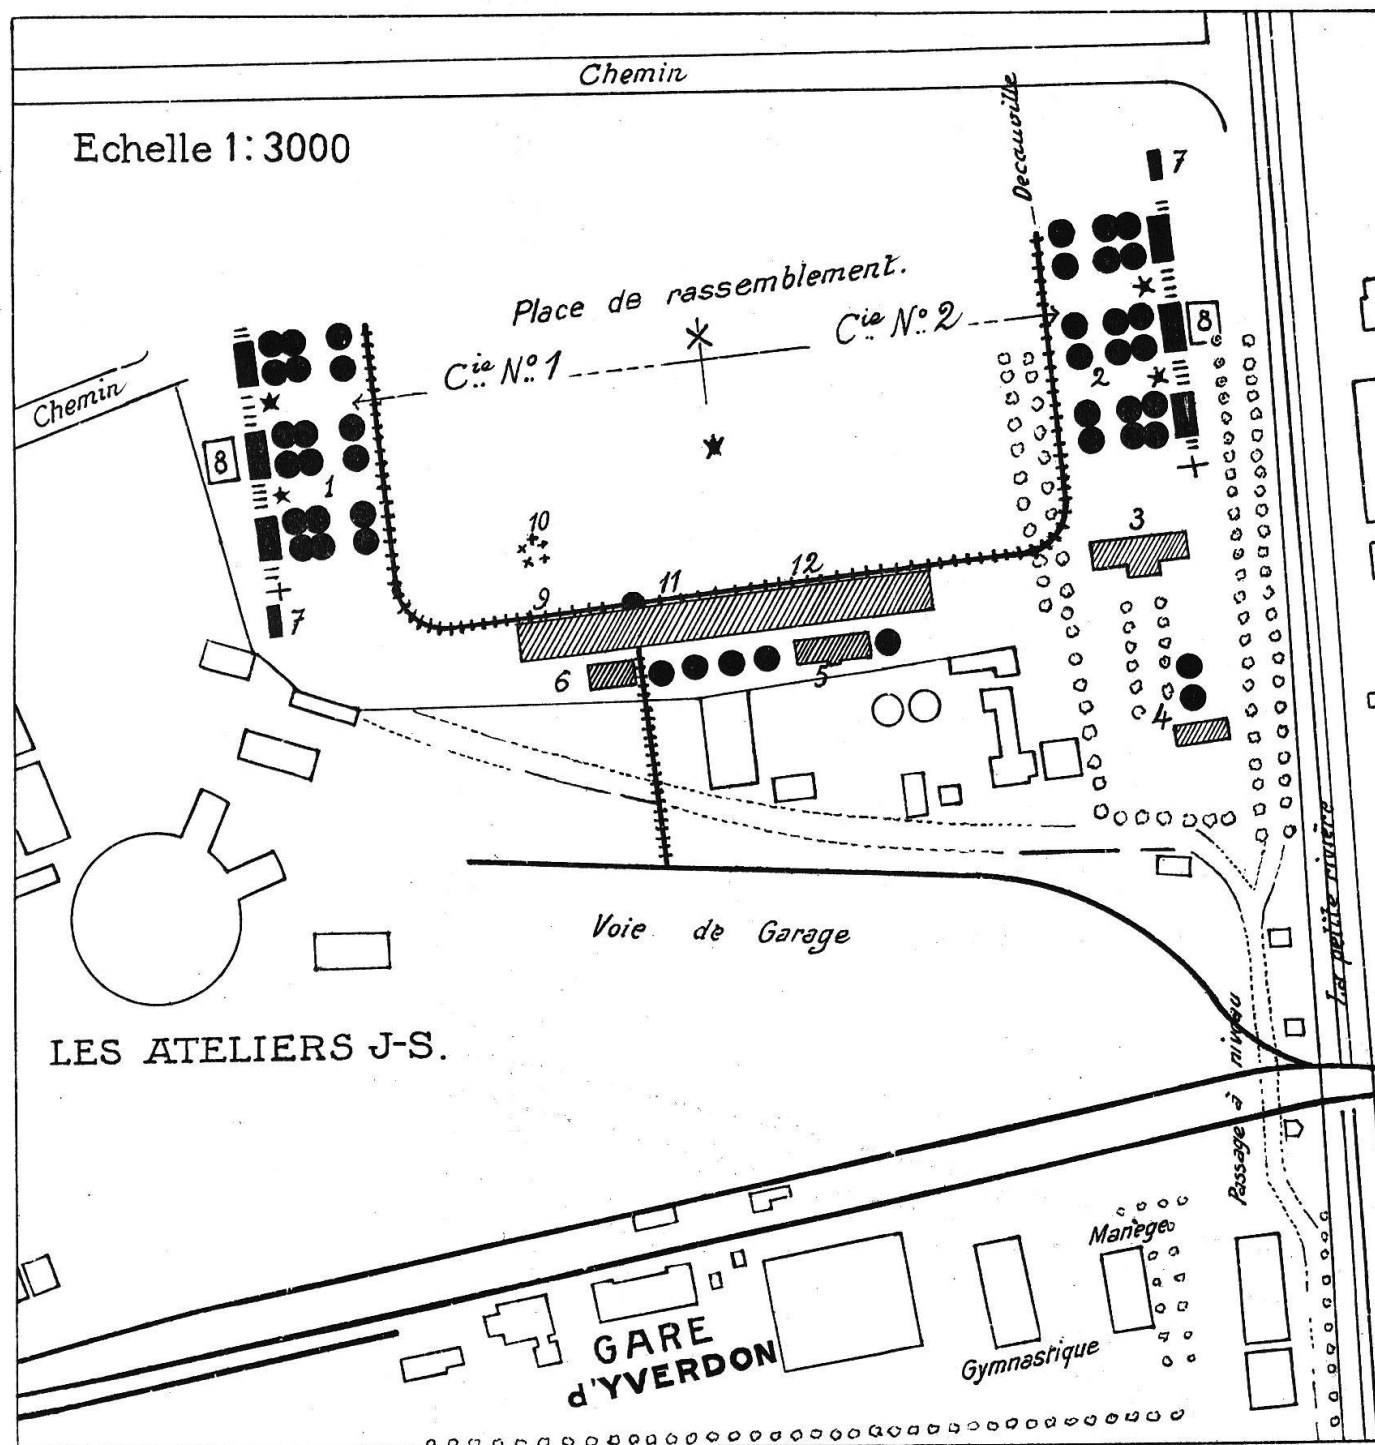 Chemin
Echelle 1:3000
Decauville
7
Place de rassemblement.
Cie No 1
Cie No 2
8
Chemin
2
8
1
3
10
9
11
12
7
6
5
4
Voie de Garage
La petite rivière
LES ATELIERS J-S.
Passage à niveau
Manège
GARE
d'YVERDON
Gymnastique